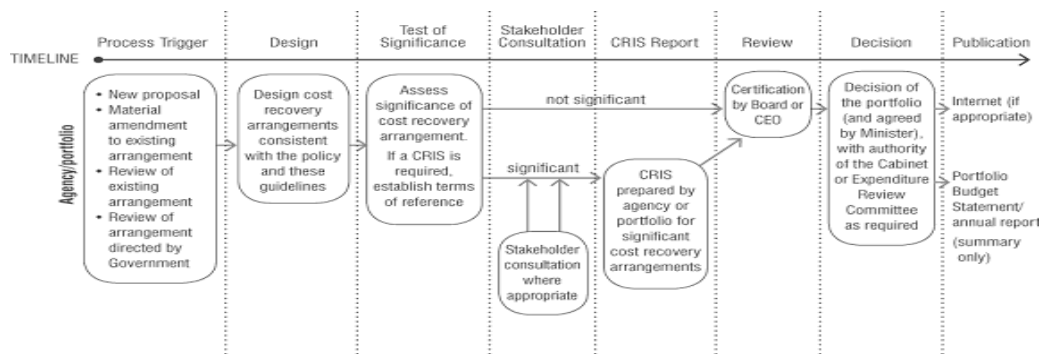 Process Trigger
Design
Test of
Significance
Stakeholder
Consultation
CRIS Report
Review
Decision
Publication
TIMELINE
Agency/portfolio
• New proposal
• Material
amendment
to existing
arrangement
• Review of
existing
arrangement
• Review of
arrangement
directed by
Government
Design cost
recovery
arrangements
consistent
with the policy
and these
guidelines
Assess
significance of
cost recovery
arrangement.
If a CRIS is
required,
establish terms
of reference
not significant
significant
Stakeholder
consultation
where
appropriate
CRIS
prepared by
agency or
portfolio for
significant
cost recovery
arrangements
Certification
by Board or
CEO
Decision of
the portfolio
(and agreed
by Minister),
with authority
of the Cabinet
or Expenditure
Review
Committee
as required
Internet (if
appropriate)
Portfolio
Budget
Statement/
annual report
(summary
only)